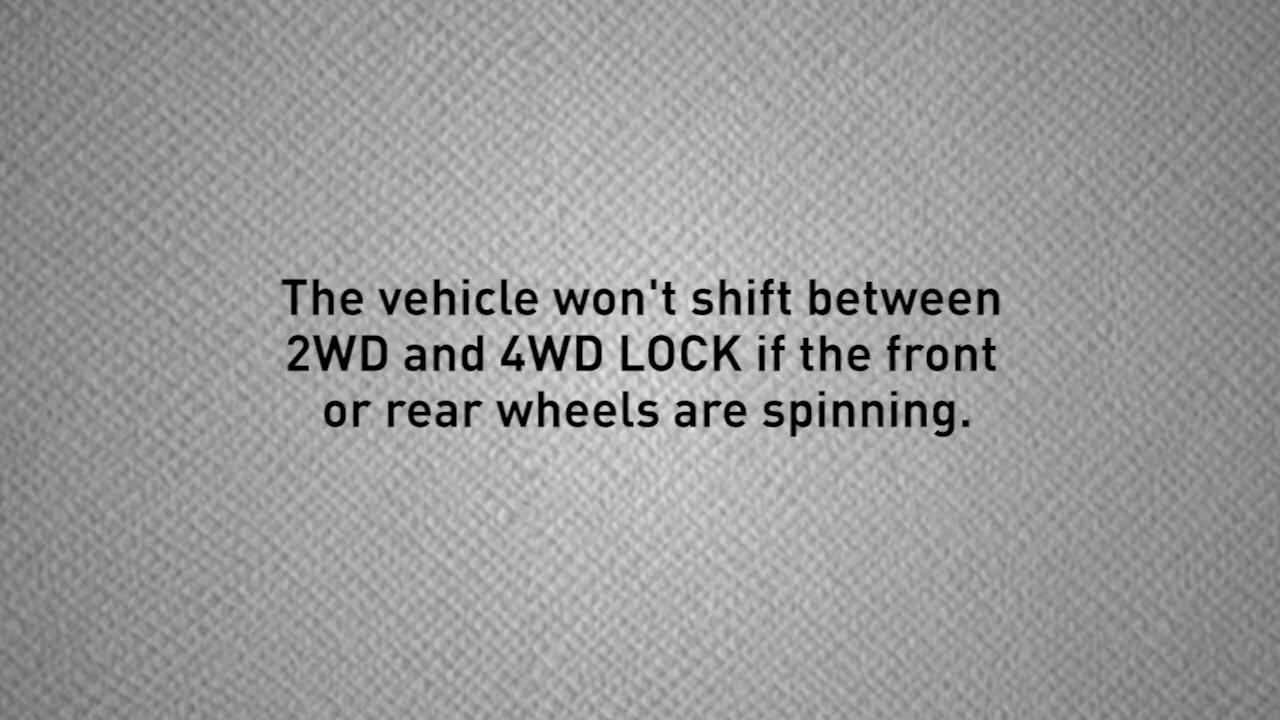 The vehicle won't shift between
2WD and 4WD LOCK if the front
or rear wheels are spinning.